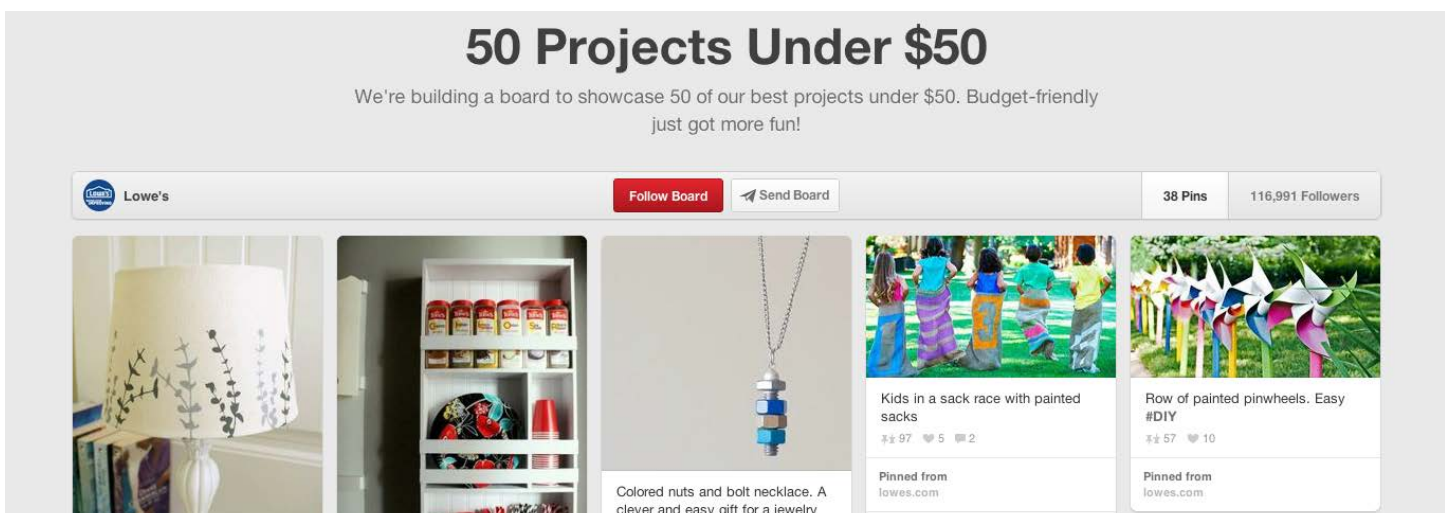 50 Projects Under $50
We're building a board to showcase 50 of our best projects under $50. Budget-friendly
just got more fun!
LOWE'S
Lowe's
Follow Board
Send Board
38 Pins
116,991 Followers
Kids in a sack race with painted
sacks
97 5 2
Pinned from
lowes.com
Row of painted pinwheels. Easy
#DIY
57 10
Pinned from
lowes.com
Colored nuts and bolt necklace. A
clever and easy gift for a jewelry